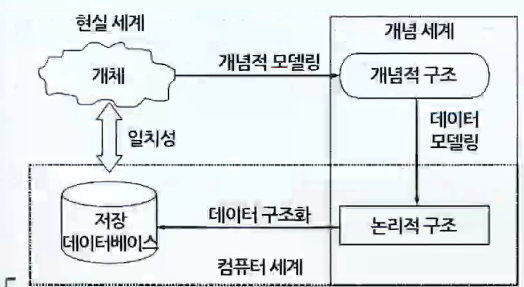 현실 세계
개념 세계
개체
개념적 모델링
개념적 구조
일치성
데이터
모델링
저장
데이터베이스
데이터 구조화
논리적 구조
컴퓨터 세계